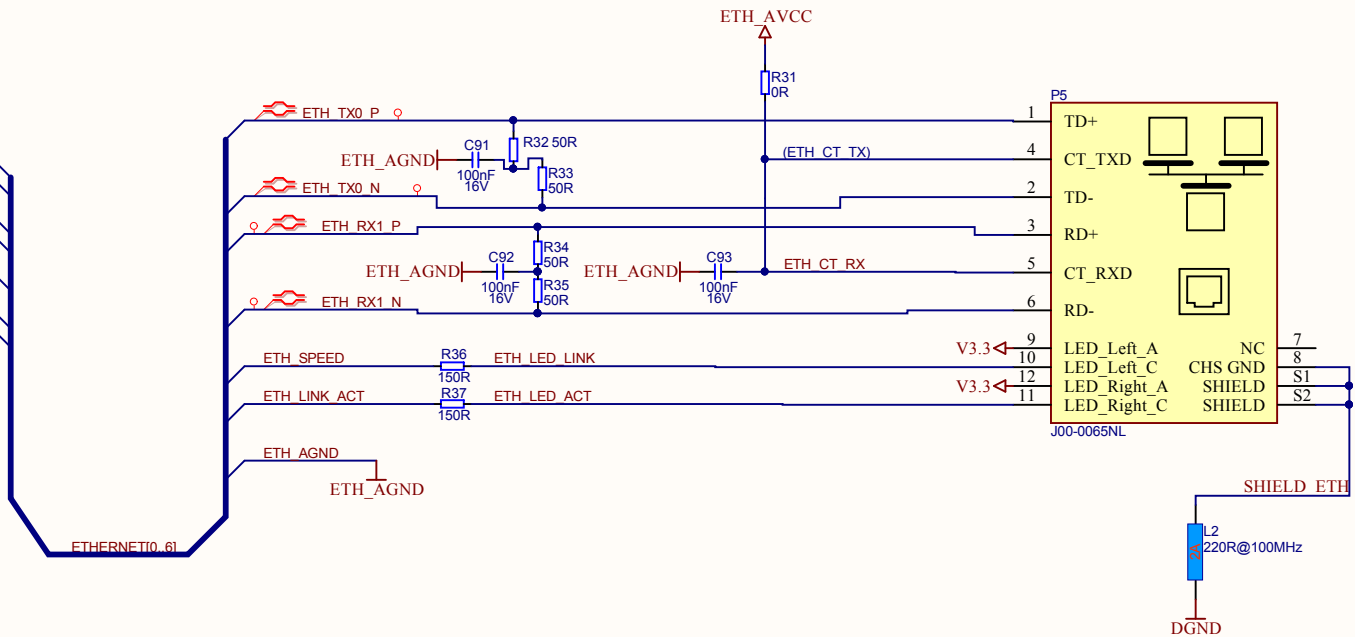 ETH_AVCC
R31
0R
P5
ETH_TX0_P
1
TD+
C91
R32 50R
ETH_AGND
(ETH_CT_TX)
4
CT_TXD
100nF
16V
R33
50R
ETH_TX0_N
2
TD-
ETH_RX1_P
3
RD+
R34
50R
C92
C93
ETH_AGND
ETH_AGND
ETH_CT_RX
5
CT_RXD
100nF
16V
R35
50R
100nF
16V
ETH_RX1_N
6
RD-
V3.3
9
LED_Left_A
NC
7
ETH_SPEED
R36
150R
ETH_LED_LINK
10
LED_Left_C
CHS GND
8
V3.3
12
LED_Right_A
SHIELD
S1
ETH_LINK_ACT
R37
150R
ETH_LED_ACT
11
LED_Right_C
SHIELD
S2
J00-0065NL
ETH_AGND
ETH_AGND
SHIELD_ETH
L2
2A
220R@100MHz
ETHERNET[0..6]
DGND